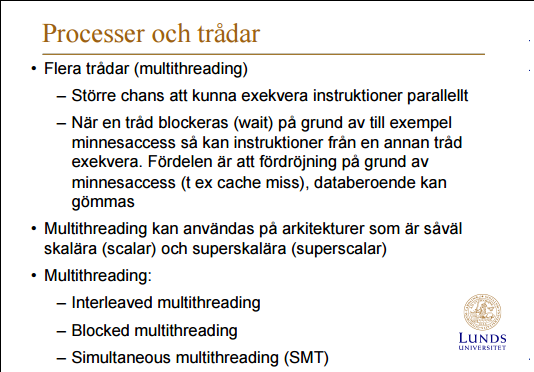 Processer och trådar
• Flera trådar (multithreading)
– Större chans att kunna exekvera instruktioner parallellt
– När en tråd blockeras (wait) på grund av till exempel
minnesaccess så kan instruktioner från en annan tråd
exekvera. Fördelen är att fördröjning på grund av
minnesaccess (t ex cache miss), databeroende kan
gömmas
• Multithreading kan användas på arkitekturer som är såväl
skalära (scalar) och superskalära (superscalar)
• Multithreading:
– Interleaved multithreading
– Blocked multithreading
– Simultaneous multithreading (SMT)
LUNDS
UNIVERSITET